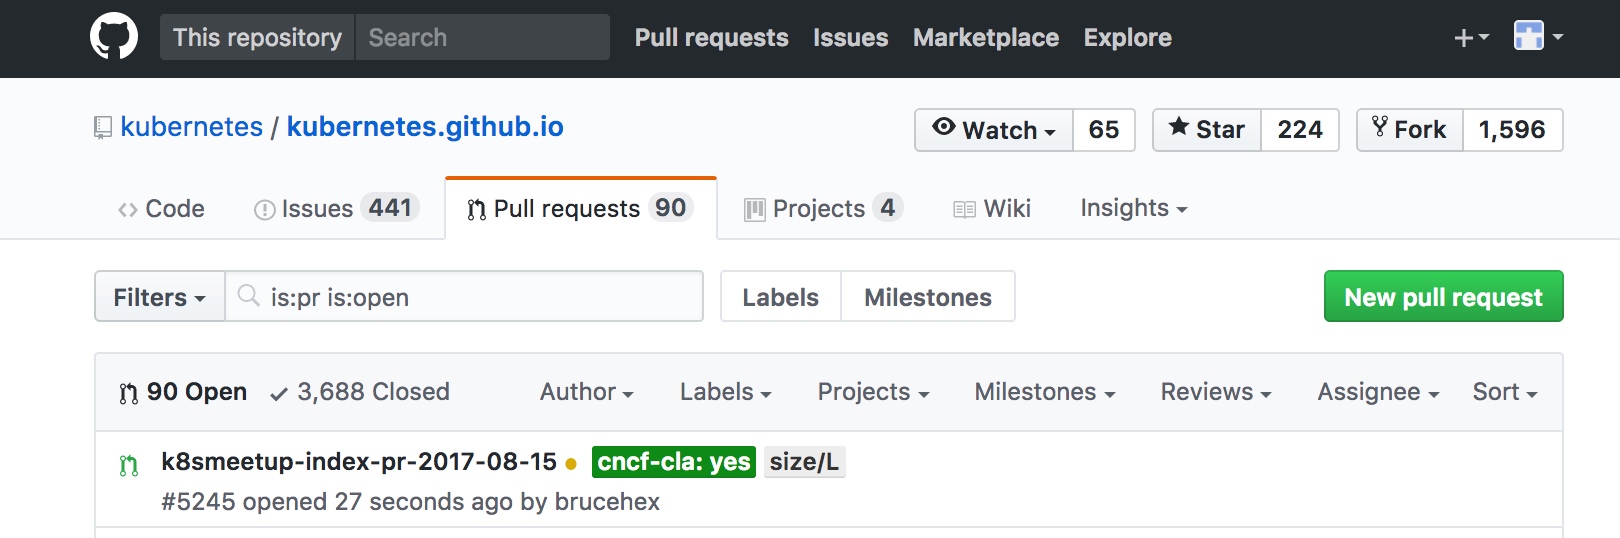 This repository Search Pull requests Issues Marketplace Explore
kubernetes / kubernetes.github.io Watch 65 Star 224 Fork 1,596
Code Issues 441 Pull requests 90 Projects 4 Wiki Insights
Filters is:pr is:open Labels Milestones New pull request
90 Open 3,688 Closed Author Labels Projects Milestones Reviews Assignee Sort
k8smeetup-index-pr-2017-08-15 cncf-cla: yes size/L
#5245 opened 27 seconds ago by brucehex